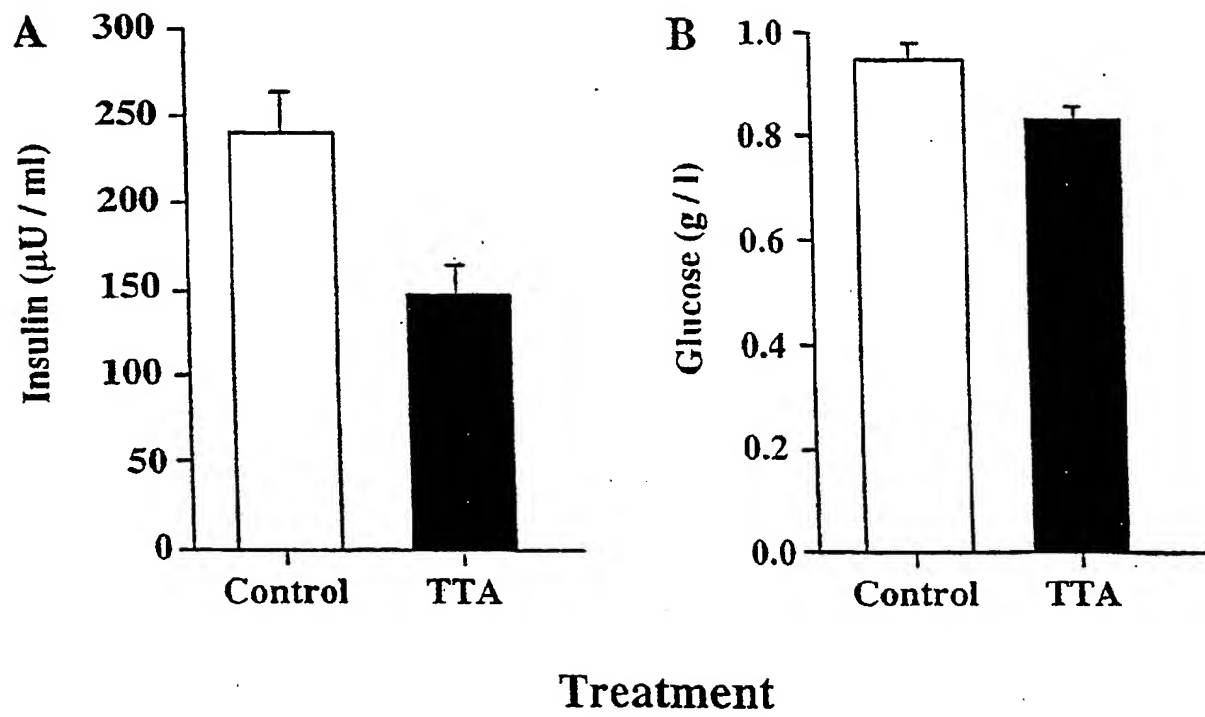 A
300
250
200
150
100
50
0
Insulin (µU / ml)
Control
TTA
B
1.0
0.8
0.6
0.4
0.2
0.0
Glucose (g / l)
Control
TTA
Treatment